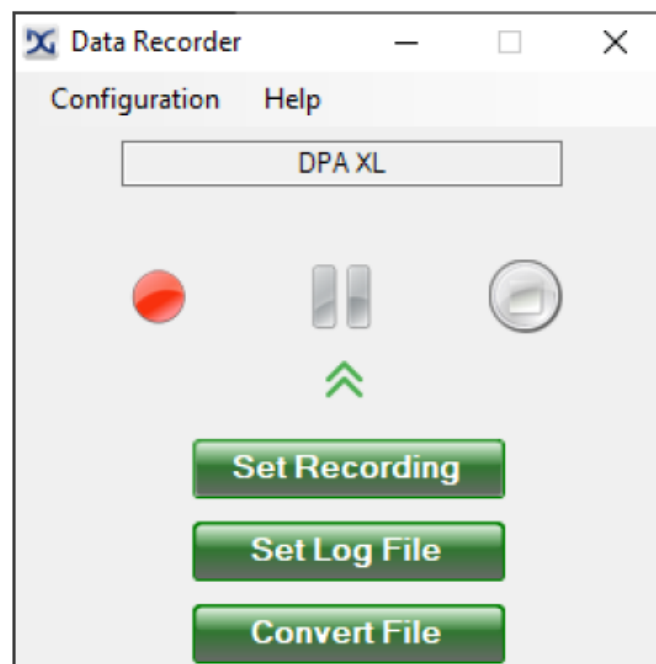 Data Recorder
Configuration Help
DPA XL
Set Recording
Set Log File
Convert File